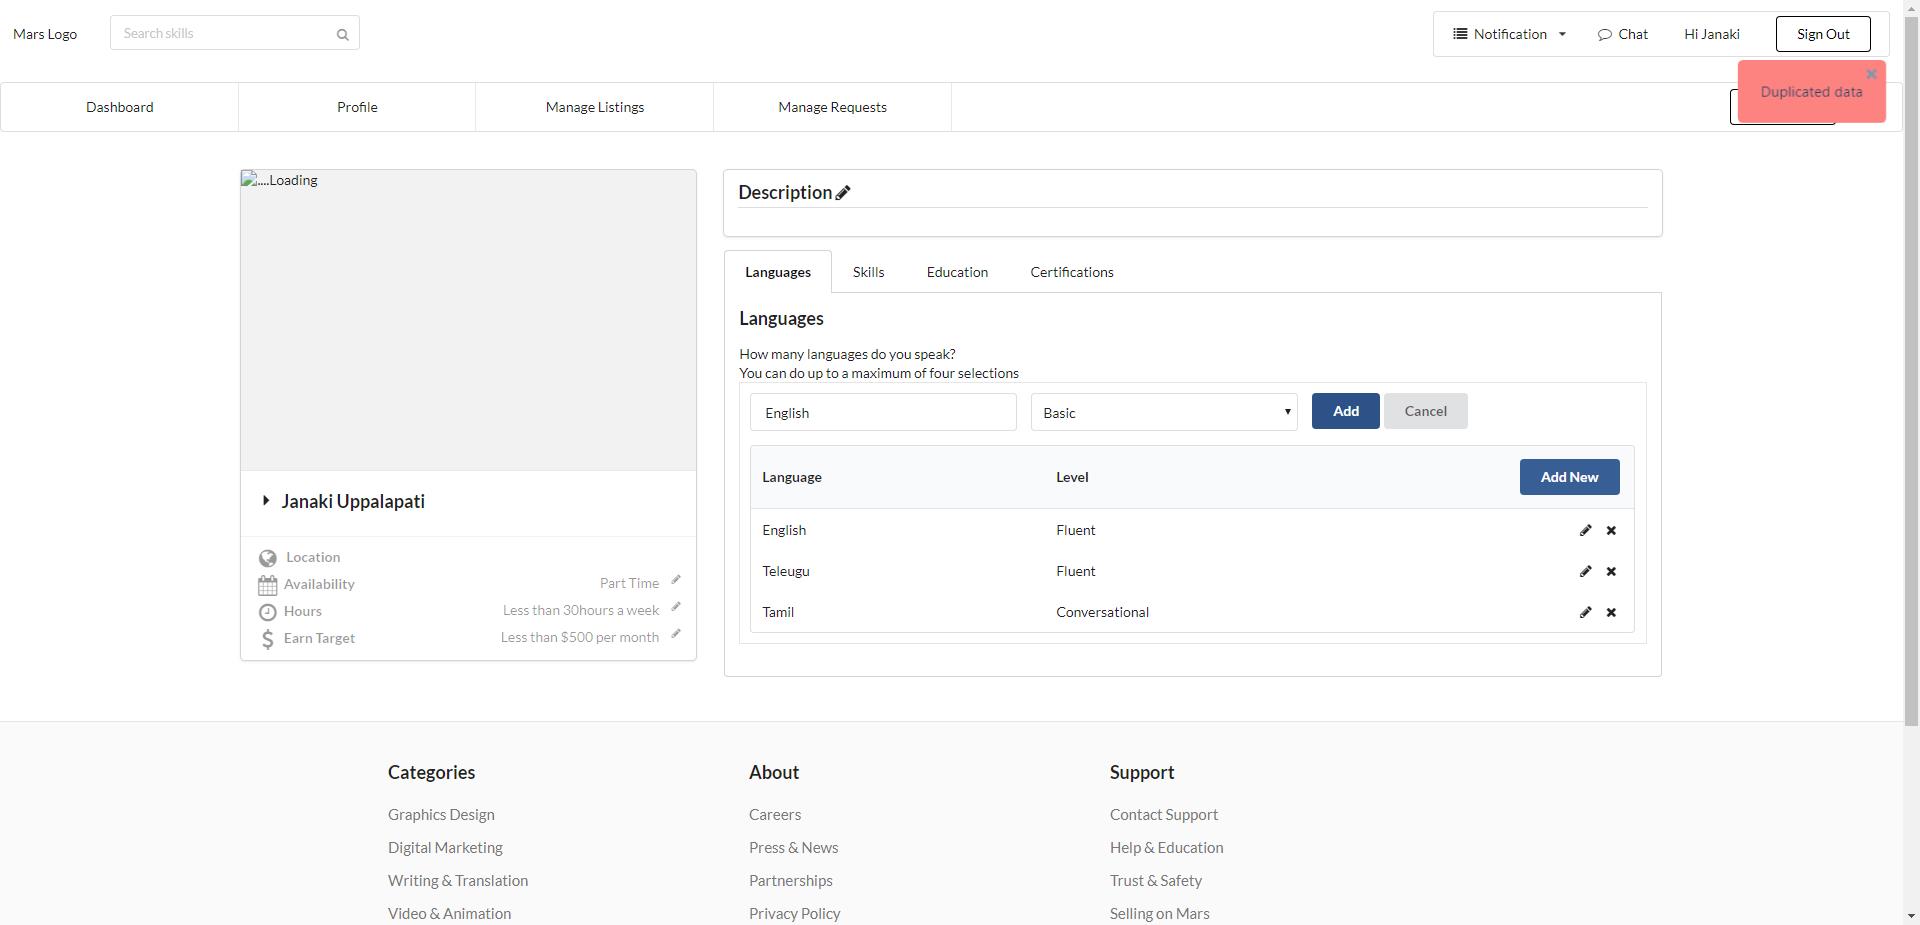 Mars Logo
Search skills
Notification
Chat
Hi Janaki
Sign Out
Duplicated data
Dashboard
Profile
Manage Listings
Manage Requests
....Loading
Janaki Uppalapati
Location
Availability
Part Time
Hours
Less than 30hours a week
Earn Target
Less than $500 per month
Description
Languages
Skills
Education
Certifications
Languages
How many languages do you speak?
You can do up to a maximum of four selections
English
Basic
Add
Cancel
Language
Level
Add New
English
Fluent
Teleugu
Fluent
Tamil
Conversational
Categories
Graphics Design
Digital Marketing
Writing & Translation
Video & Animation
About
Careers
Press & News
Partnerships
Privacy Policy
Support
Contact Support
Help & Education
Trust & Safety
Selling on Mars